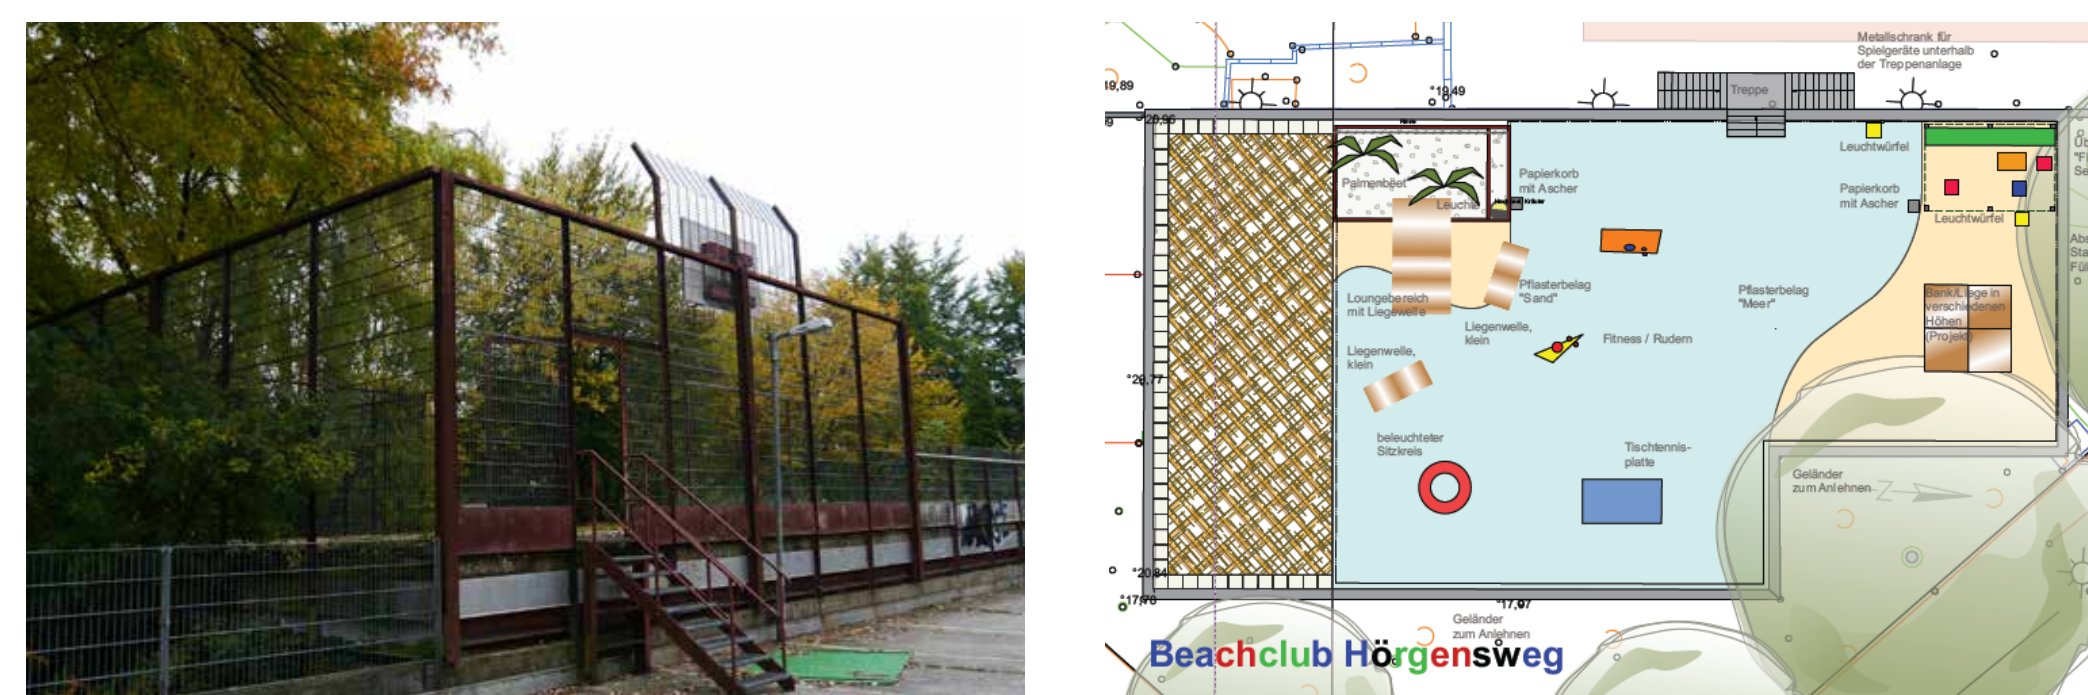 Metallschrank für
Spielgeräte unterhalb
der Treppenanlage
19,89
°19,49
Treppe
Leuchtwürfel
Papierkorb
mit Ascher
Palmenbeet
Leuchte
Papierkorb
mit Ascher
Leuchtwürfel
Pflasterbelag
"Sand"
Pflasterbelag
"Meer"
Loungebereich
mit Liegewelle
Bank/Liege in
verschiedenen
Höhen
(Projekt)
Liegenwelle,
klein
Fitness / Rudern
Liegenwelle,
klein
°20,77
beleuchteter
Sitzkreis
Tischtennis-
platte
Geländer
zum Anlehnen
N
°20,84
°17,78
°17,97
Geländer
zum Anlehnen
Beachclub Hörgensweg